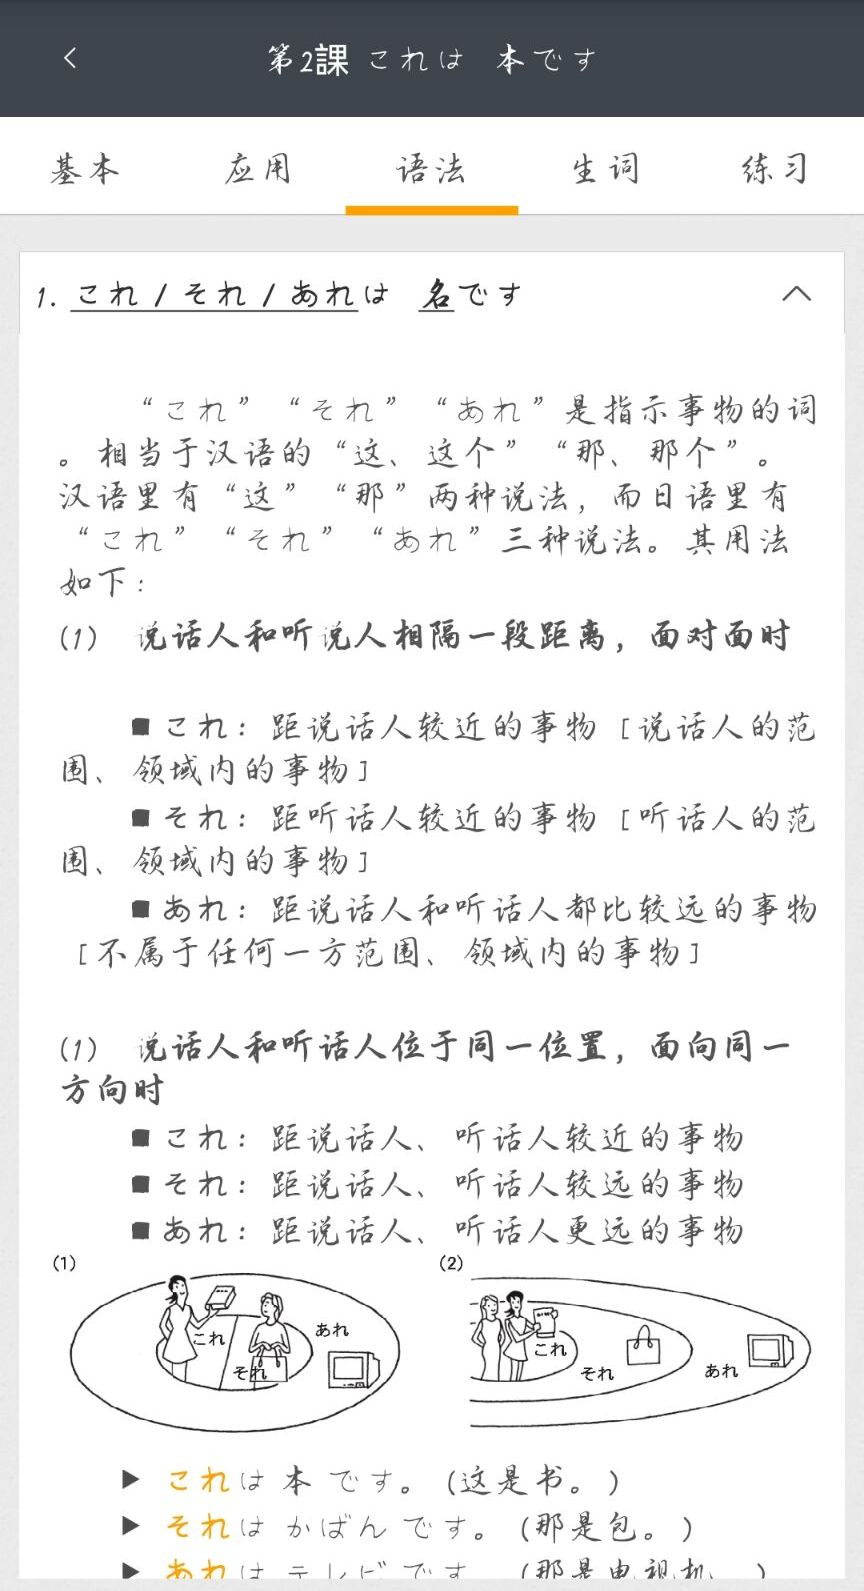 第2課 これは 本です
基本 应用 语法 生词 练习
1. これ / それ / あれは 名です
“これ”“それ”“あれ”是指示事物的词
。相当于汉语的“这、这个”“那、那个”。
汉语里有“这”“那”两种说法，而日语里有
“これ”“それ”“あれ”三种说法。其用法
如下：
(1) 说话人和听说人相隔一段距离，面对面时
■ これ：距说话人较近的事物［说话人的范
围、领域内的事物］
■ それ：距听话人较近的事物［听话人的范
围、领域内的事物］
■ あれ：距说话人和听话人都比较远的事物
［不属于任何一方范围、领域内的事物］
(1) 说话人和听话人位于同一位置，面向同一
方向时
■ これ：距说话人、听话人较近的事物
■ それ：距说话人、听话人较远的事物
■ あれ：距说话人、听话人更远的事物
(1)
これ
それ
あれ
(2)
これ
それ
あれ
▶ これは 本 です。(这是书。)
▶ それは かばん です。(那是包。)
▶ あれは テレビ です (那是电视机 )